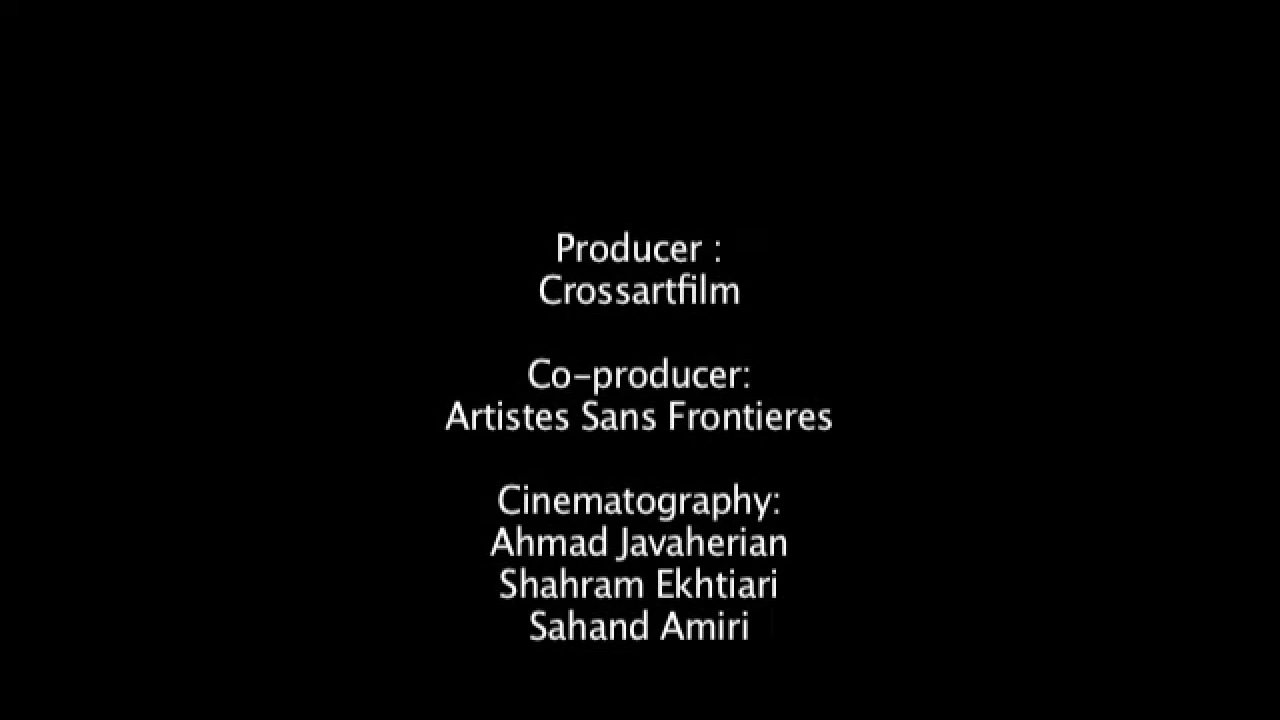 Producer :
Crossartfilm
Co-producer:
Artistes Sans Frontieres
Cinematography:
Ahmad Javaherian
Shahram Ekhtiari
Sahand Amiri